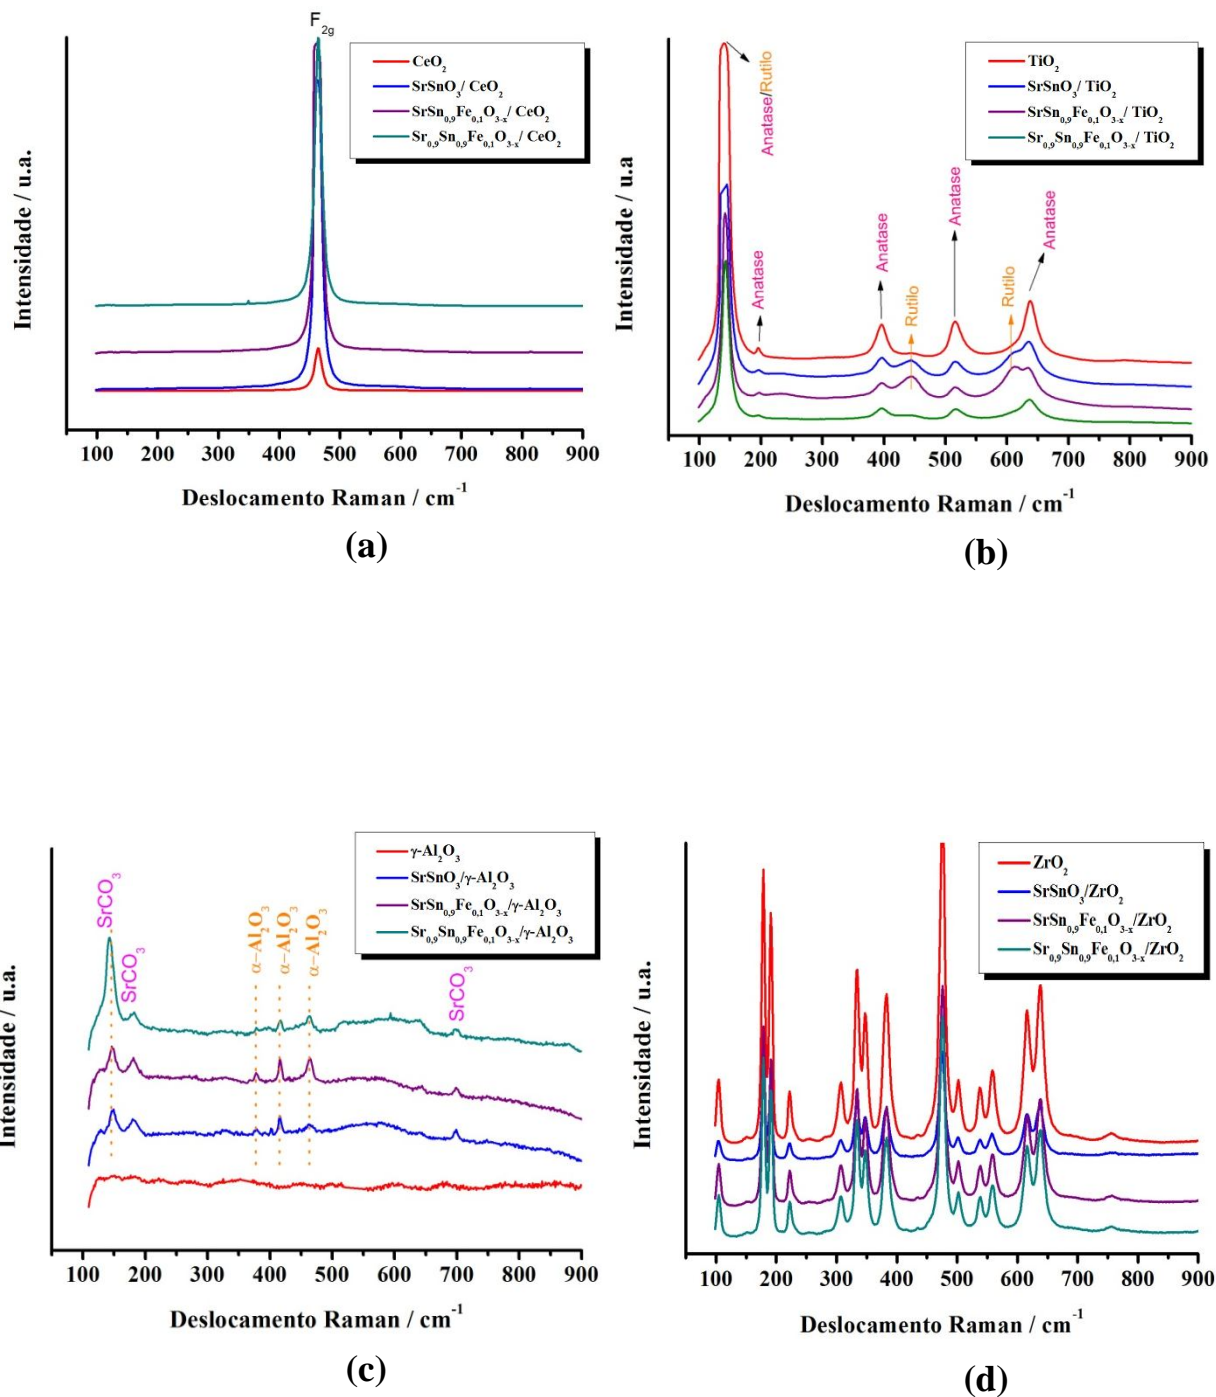 F2g
CeO2
SrSnO3/ CeO2
SrSn0,9Fe0,1O3-x/ CeO2
Sr0,9Sn0,9Fe0,1O3-x/ CeO2
Intensidade / u.a.
100 200 300 400 500 600 700 800 900
Deslocamento Raman / cm-1
(a)
TiO2
SrSnO3/ TiO2
SrSn0,9Fe0,1O3-x/ TiO2
Sr0,9Sn0,9Fe0,1O3-x/ TiO2
Anatase/Rutilo
Anatase
Anatase
Rutilo
Anatase
Rutilo
Anatase
Intensidade / u.a
100 200 300 400 500 600 700 800 900
Deslocamento Raman / cm-1
(b)
γ-Al2O3
SrSnO3/γ-Al2O3
SrSn0,9Fe0,1O3-x/γ-Al2O3
Sr0,9Sn0,9Fe0,1O3-x/γ-Al2O3
SrCO3
SrCO3
α-Al2O3
α-Al2O3
α-Al2O3
SrCO3
Intensidade / u.a.
100 200 300 400 500 600 700 800 900
Deslocamento Raman / cm-1
(c)
ZrO2
SrSnO3/ZrO2
SrSn0,9Fe0,1O3-x/ZrO2
Sr0,9Sn0,9Fe0,1O3-x/ZrO2
Intensidade / u.a.
100 200 300 400 500 600 700 800 900
Deslocamento Raman / cm-1
(d)